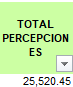 TOTAL
PERCEPCION
ES
25,520.45